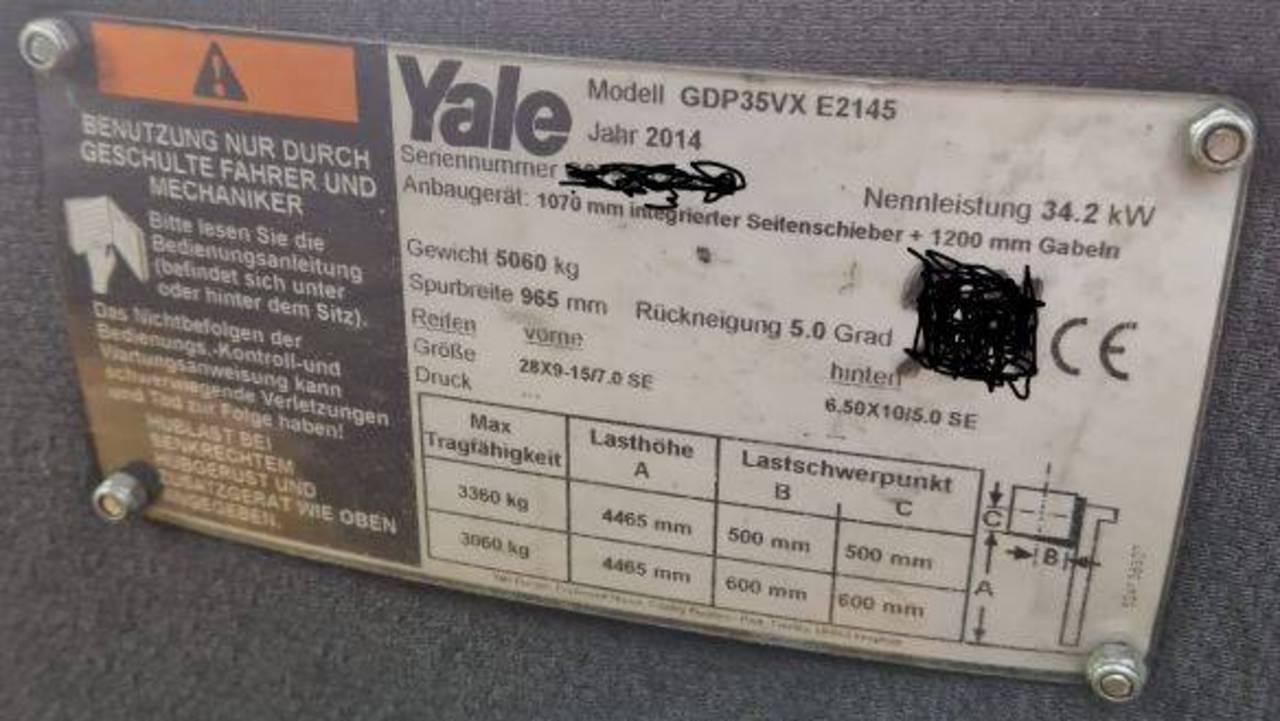 BENUTZUNG NUR DURCH
GESCHULTE FAHRER UND
MECHANIKER
Bitte lesen Sie die
Bedienungsanleitung
(befindet sich unter
oder hinter dem Sitz).
Das Nichtbefolgen der
Bedienungs.-Kontroll-und
Wartungsanweisung kann
schwerwiegende Verletzungen
und Tod zur Folge haben!
HUBLAST BEI
SENKRECHTEM
HUBGERÜST UND
WIE OBEN
Yale
Modell GDP35VX E2145
Jahr 2014
Seriennummer
Nennleistung 34.2 kW
Anbaugerät: 1070 mm integrierter Seitenschieber + 1200 mm Gabeln
Gewicht 5060 kg
Spurbreite 965 mm Rückneigung 5.0 Grad
CE
Reifen vorne hinten
Größe 28X9-15/7.0 SE 6.50X10/5.0 SE
Druck ... ...
Max Tragfähigkeit Lasthöhe A Lastschwerpunkt B C
3360 kg 4465 mm 500 mm 500 mm
3060 kg 4465 mm 600 mm 600 mm
C
B
A